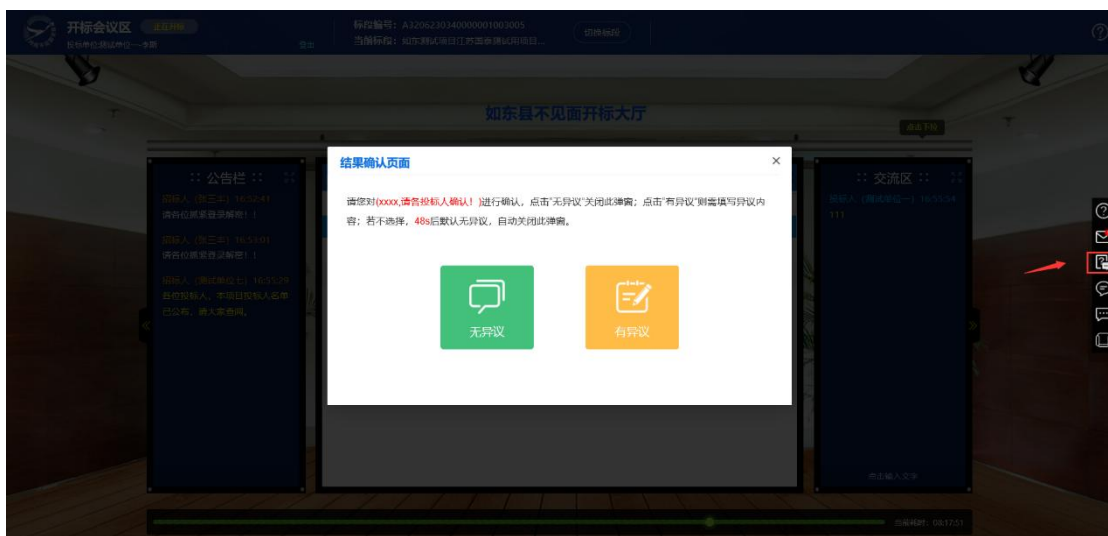 开标会议区
正在开标
投标单位:测试单位一-李斯
退出
标段编号: A3206230340000001003005
当前标段: 如东测试项目江苏国泰测试用项目...
切换标段
如东县不见面开标大厅
点击下拉
:: 公告栏 ::
招标人 (张三丰) 16:52:41
请各位抓紧登录解密!!
招标人 (张三丰) 16:53:01
请各位抓紧登录解密!!
招标人 (测试单位七) 16:55:29
各位投标人, 本项目投标人名单
已公布, 请大家查阅。
结果确认页面
请您对(xxxx,请各投标人确认! )进行确认, 点击"无异议"关闭此弹窗; 点击"有异议"则需填写异议内
容; 若不选择, 48s后默认无异议, 自动关闭此弹窗。
无异议
有异议
:: 交流区 ::
投标人 (测试单位一) 16:55:54
111
点击输入文字
当前耗时: 08:17:51